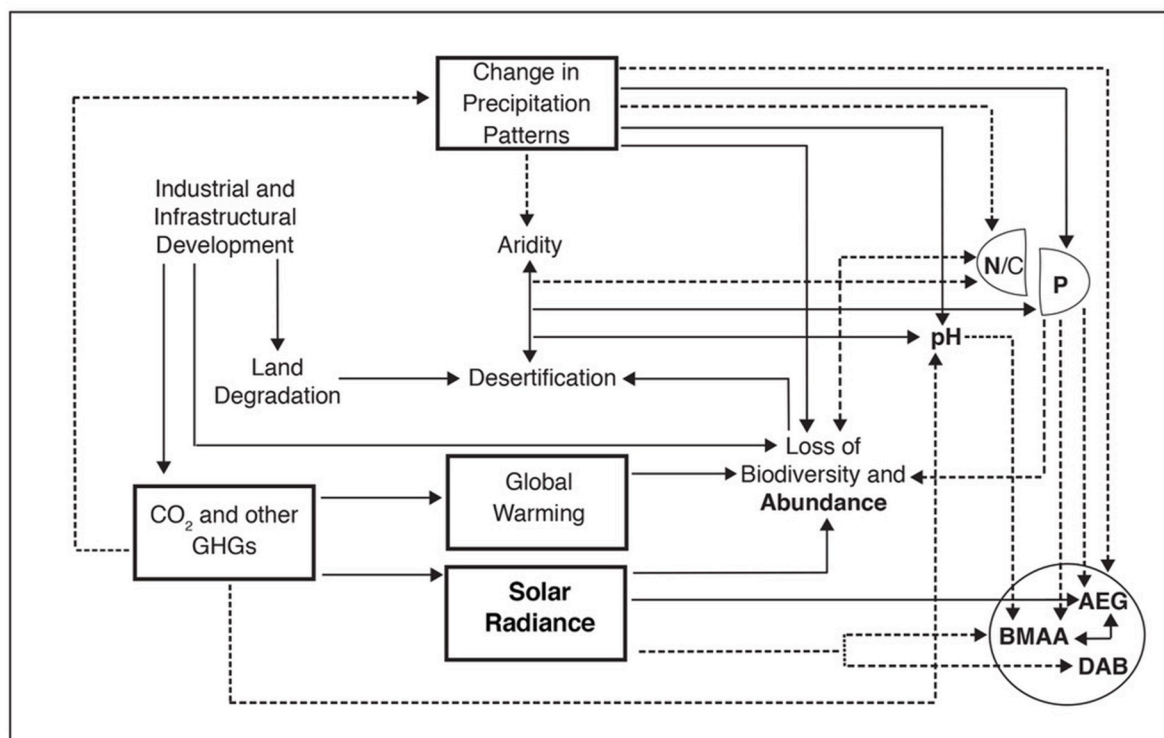 Change in
Precipitation
Patterns
Industrial and
Infrastructural
Development
Aridity
N/C
P
pH
Land
Degradation
Desertification
Loss of
Biodiversity and
Abundance
Global
Warming
CO₂ and other
GHGs
Solar
Radiance
AEG
BMAA
DAB